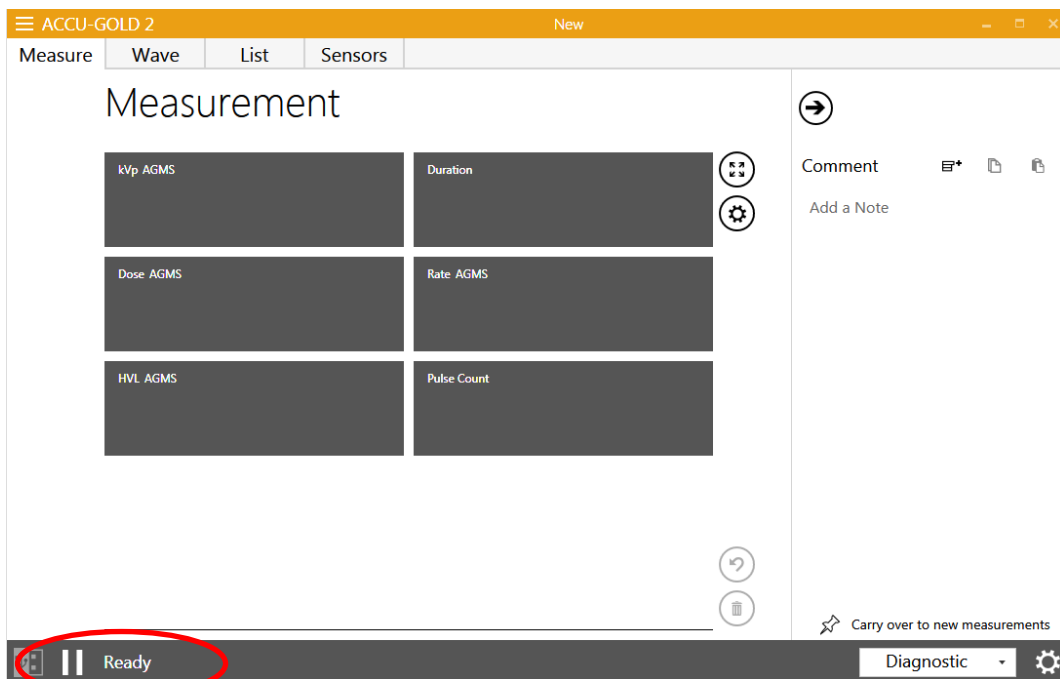 ACCU-GOLD 2
New
Measure Wave List Sensors
Measurement
kVp AGMS
Duration
Dose AGMS
Rate AGMS
HVL AGMS
Pulse Count
Comment
Add a Note
Carry over to new measurements
Ready
Diagnostic